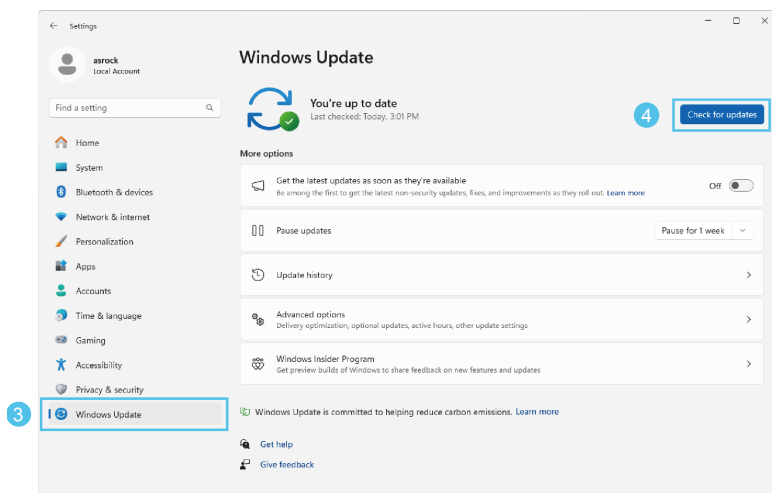 Settings
asrock
Local Account
Find a setting
Home
System
Bluetooth & devices
Network & internet
Personalization
Apps
Accounts
Time & language
Gaming
Accessibility
Privacy & security
3
Windows Update
Windows Update
You're up to date
Last checked: Today, 3:01 PM
4
Check for updates
More options
Get the latest updates as soon as they're available
Be among the first to get the latest non-security updates, fixes, and improvements as they roll out. Learn more
Off
Pause updates
Pause for 1 week
Update history
Advanced options
Delivery optimization, optional updates, active hours, other update settings
Windows Insider Program
Get preview builds of Windows to share feedback on new features and updates
Windows Update is committed to helping reduce carbon emissions. Learn more
Get help
Give feedback